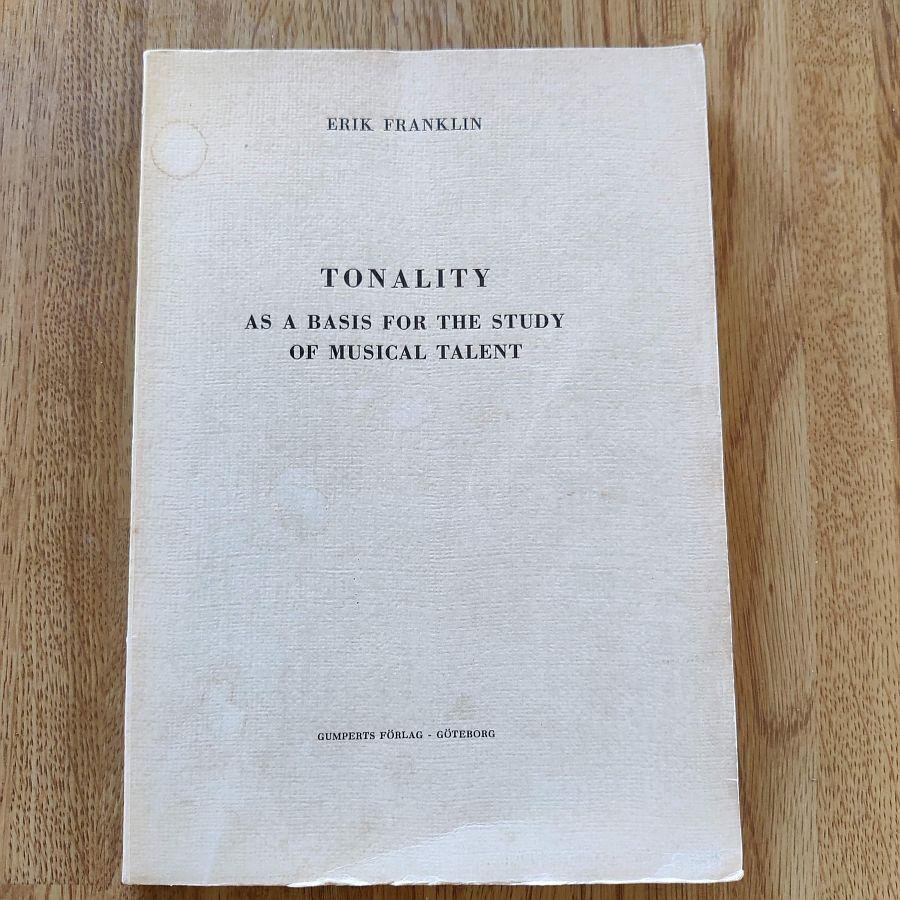 ERIK FRANKLIN
TONALITY
AS A BASIS FOR THE STUDY
OF MUSICAL TALENT
GUMPERTS FÖRLAG - GÖTEBORG